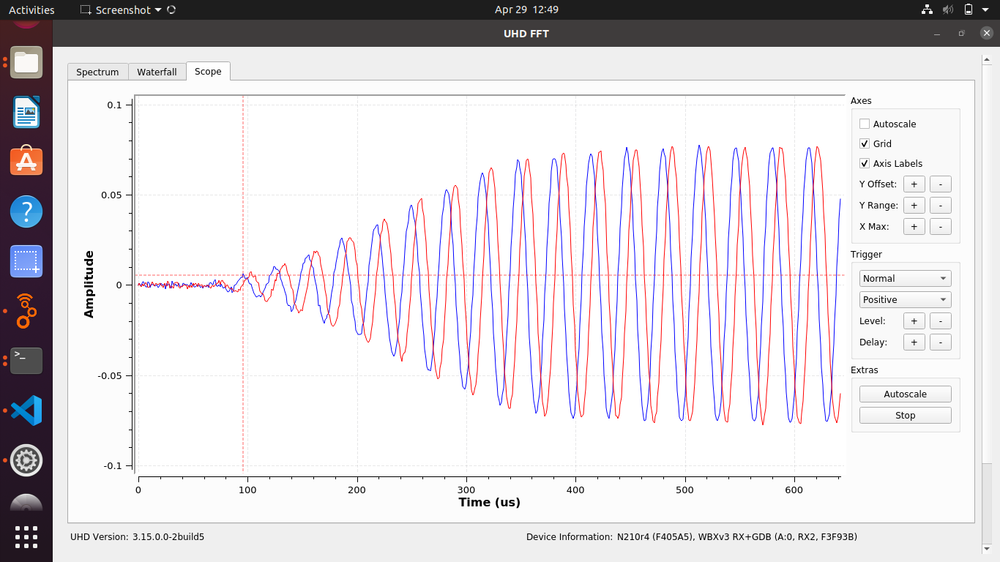 Activities Screenshot Apr 29 12:49
UHD FFT
Spectrum Waterfall Scope
0.1
0.05
0
-0.05
-0.1
Amplitude
0 100 200 300 400 500 600
Time (us)
Axes
Autoscale
Grid
Axis Labels
Y Offset: + -
Y Range: + -
X Max: + -
Trigger
Normal
Positive
Level: + -
Delay: + -
Extras
Autoscale
Stop
>_
?
UHD Version: 3.15.0.0-2build5 Device Information: N210r4 (F405A5), WBXv3 RX+GDB (A:0, RX2, F3F93B)